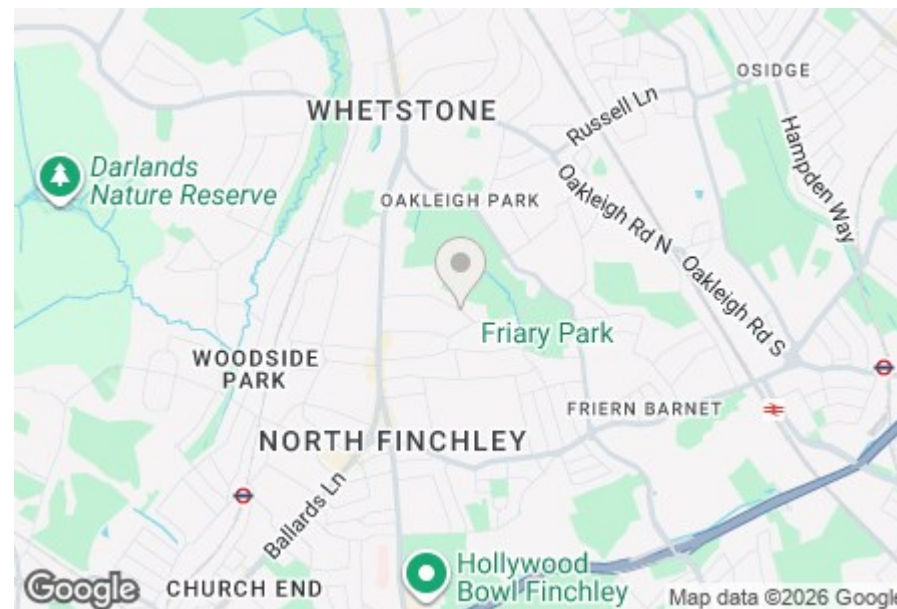 OSIDGE
WHETSTONE
Russell Ln
Hampden Way
Darlands
Nature Reserve
OAKLEIGH PARK
Oakleigh Rd N
Oakleigh Rd S
Friary Park
WOODSIDE
PARK
FRIERN BARNET
NORTH FINCHLEY
Ballards Ln
Hollywood
Bowl Finchley
Google
CHURCH END
Map data ©2026 Google